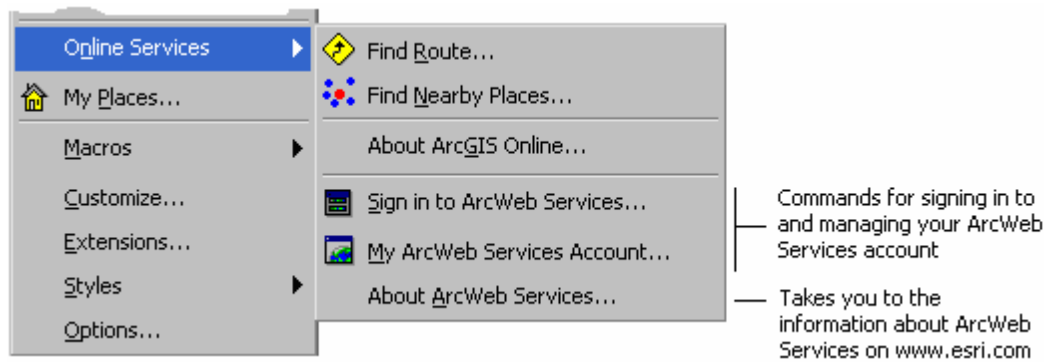 Online Services
My Places...
Macros
Customize...
Extensions...
Styles
Options...
Find Route...
Find Nearby Places...
About ArcGIS Online...
Sign in to ArcWeb Services...
My ArcWeb Services Account...
About ArcWeb Services...
Commands for signing in to
and managing your ArcWeb
Services account
Takes you to the
information about ArcWeb
Services on www.esri.com